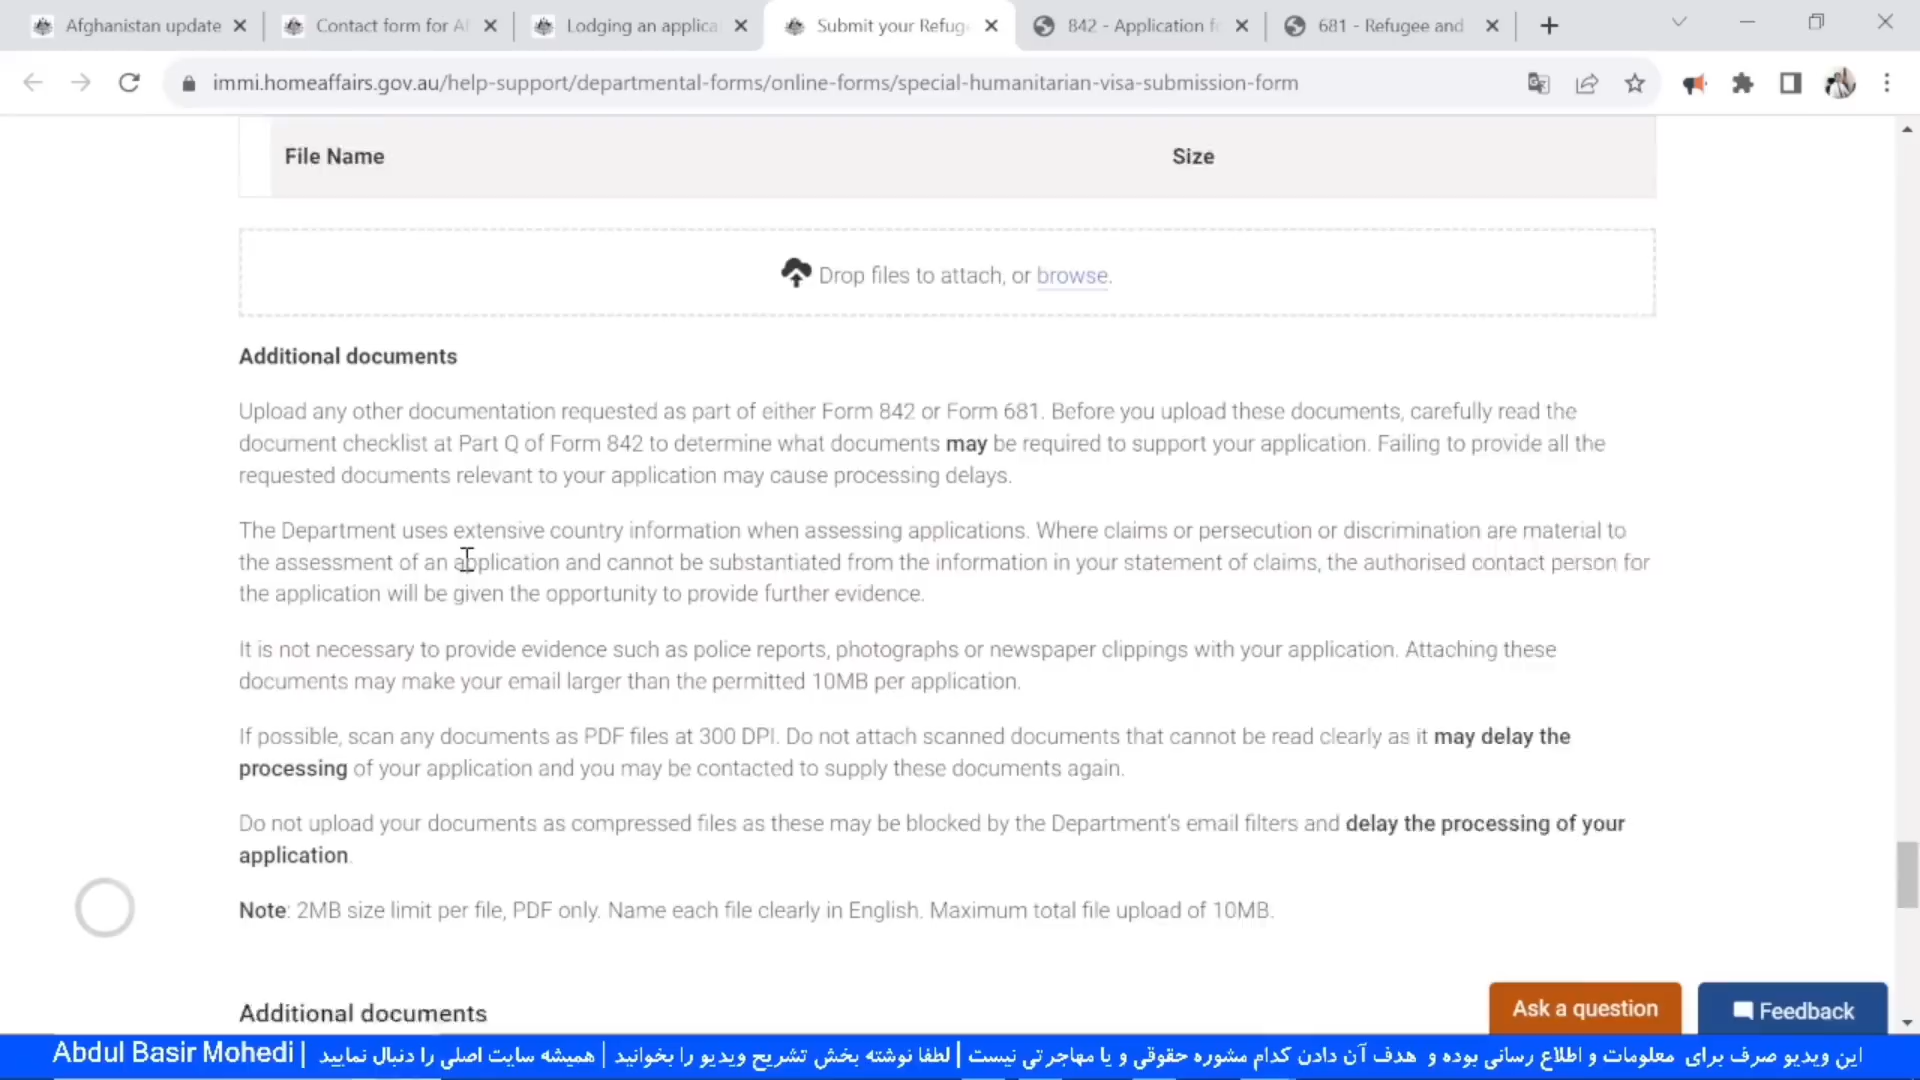 Afghanistan update
Contact form for Af
Lodging an applica
Submit your Refug
842 - Application fo
681 - Refugee and
immi.homeaffairs.gov.au/help-support/departmental-forms/online-forms/special-humanitarian-visa-submission-form
File Name
Size
Drop files to attach, or browse.
Additional documents
Upload any other documentation requested as part of either Form 842 or Form 681. Before you upload these documents, carefully read the
document checklist at Part Q of Form 842 to determine what documents may be required to support your application. Failing to provide all the
requested documents relevant to your application may cause processing delays.
The Department uses extensive country information when assessing applications. Where claims or persecution or discrimination are material to
the assessment of an application and cannot be substantiated from the information in your statement of claims, the authorised contact person for
the application will be given the opportunity to provide further evidence.
It is not necessary to provide evidence such as police reports, photographs or newspaper clippings with your application. Attaching these
documents may make your email larger than the permitted 10MB per application.
If possible, scan any documents as PDF files at 300 DPI. Do not attach scanned documents that cannot be read clearly as it may delay the
processing of your application and you may be contacted to supply these documents again.
Do not upload your documents as compressed files as these may be blocked by the Department's email filters and delay the processing of your
application.
Note: 2MB size limit per file, PDF only. Name each file clearly in English. Maximum total file upload of 10MB.
Additional documents
Ask a question
Feedback
این ویدیو صرف برای معلومات و اطلاع رسانی بوده و هدف آن دادن کدام مشوره حقوقی و یا مهاجرتی نیست | لطفا نوشته بخش تشریح ویدیو را بخوانید | همیشه سایت اصلی را دنبال نمایید | Abdul Basir Mohedi